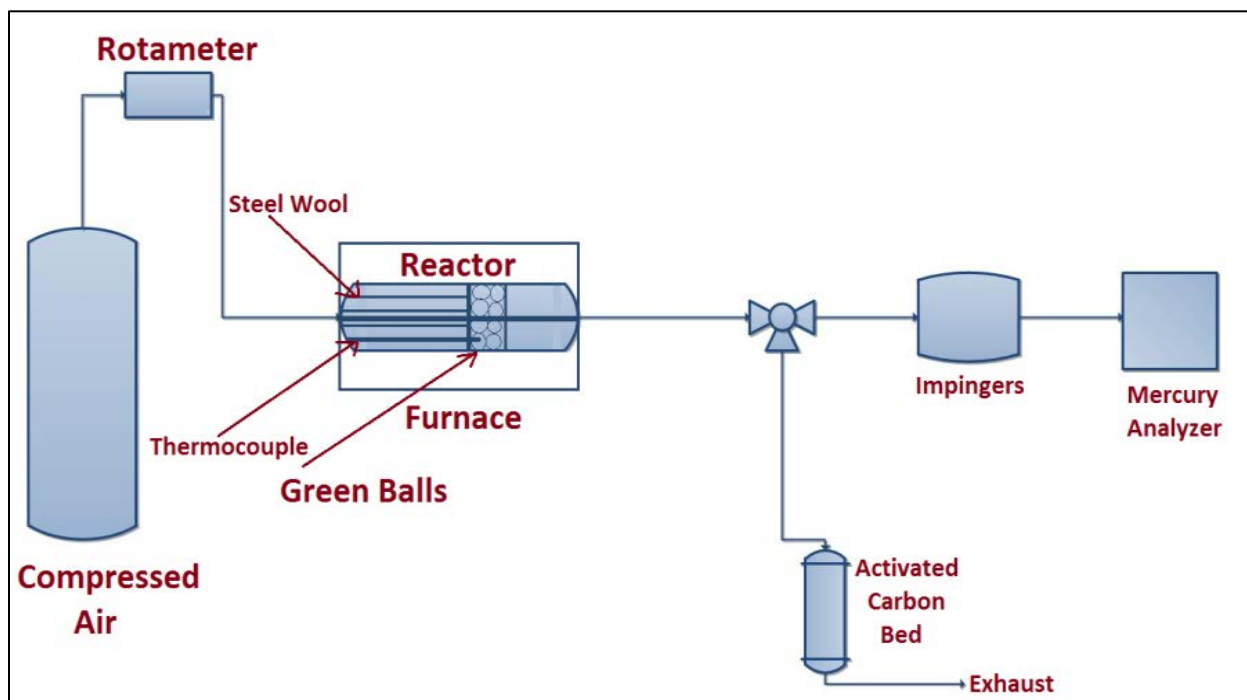 Rotameter
Steel Wool
Reactor
Furnace
Thermocouple
Green Balls
Compressed
Air
Impingers
Mercury
Analyzer
Activated
Carbon
Bed
Exhaust